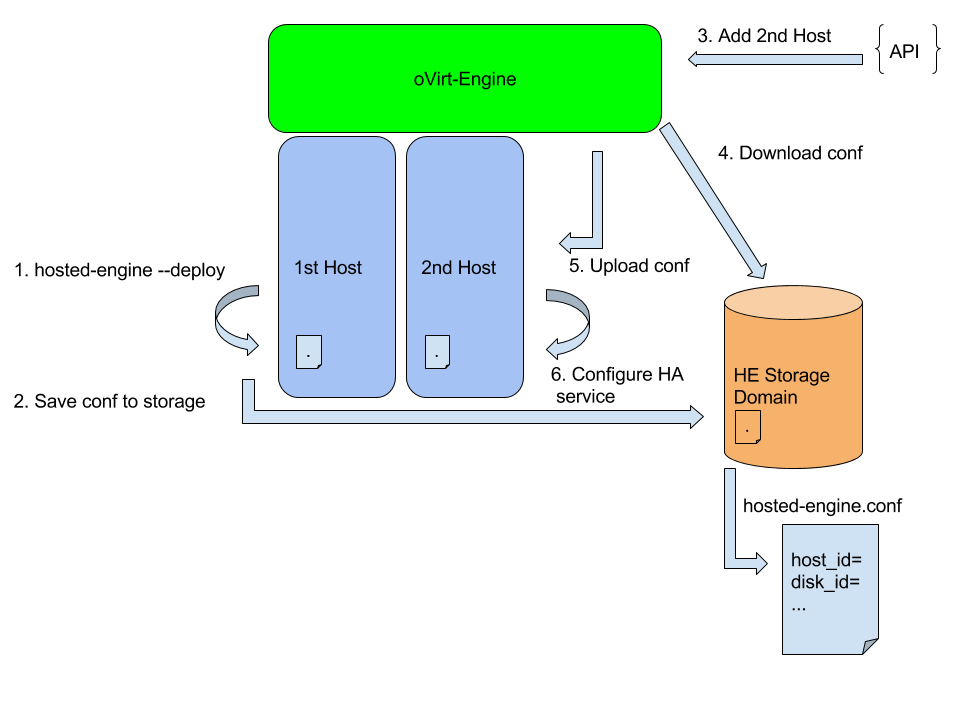 3. Add 2nd Host
API
oVirt-Engine
4. Download conf
1. hosted-engine --deploy
1st Host
2nd Host
5. Upload conf
.
.
6. Configure HA
service
2. Save conf to storage
HE Storage
Domain
.
hosted-engine.conf
host_id=
disk_id=
...